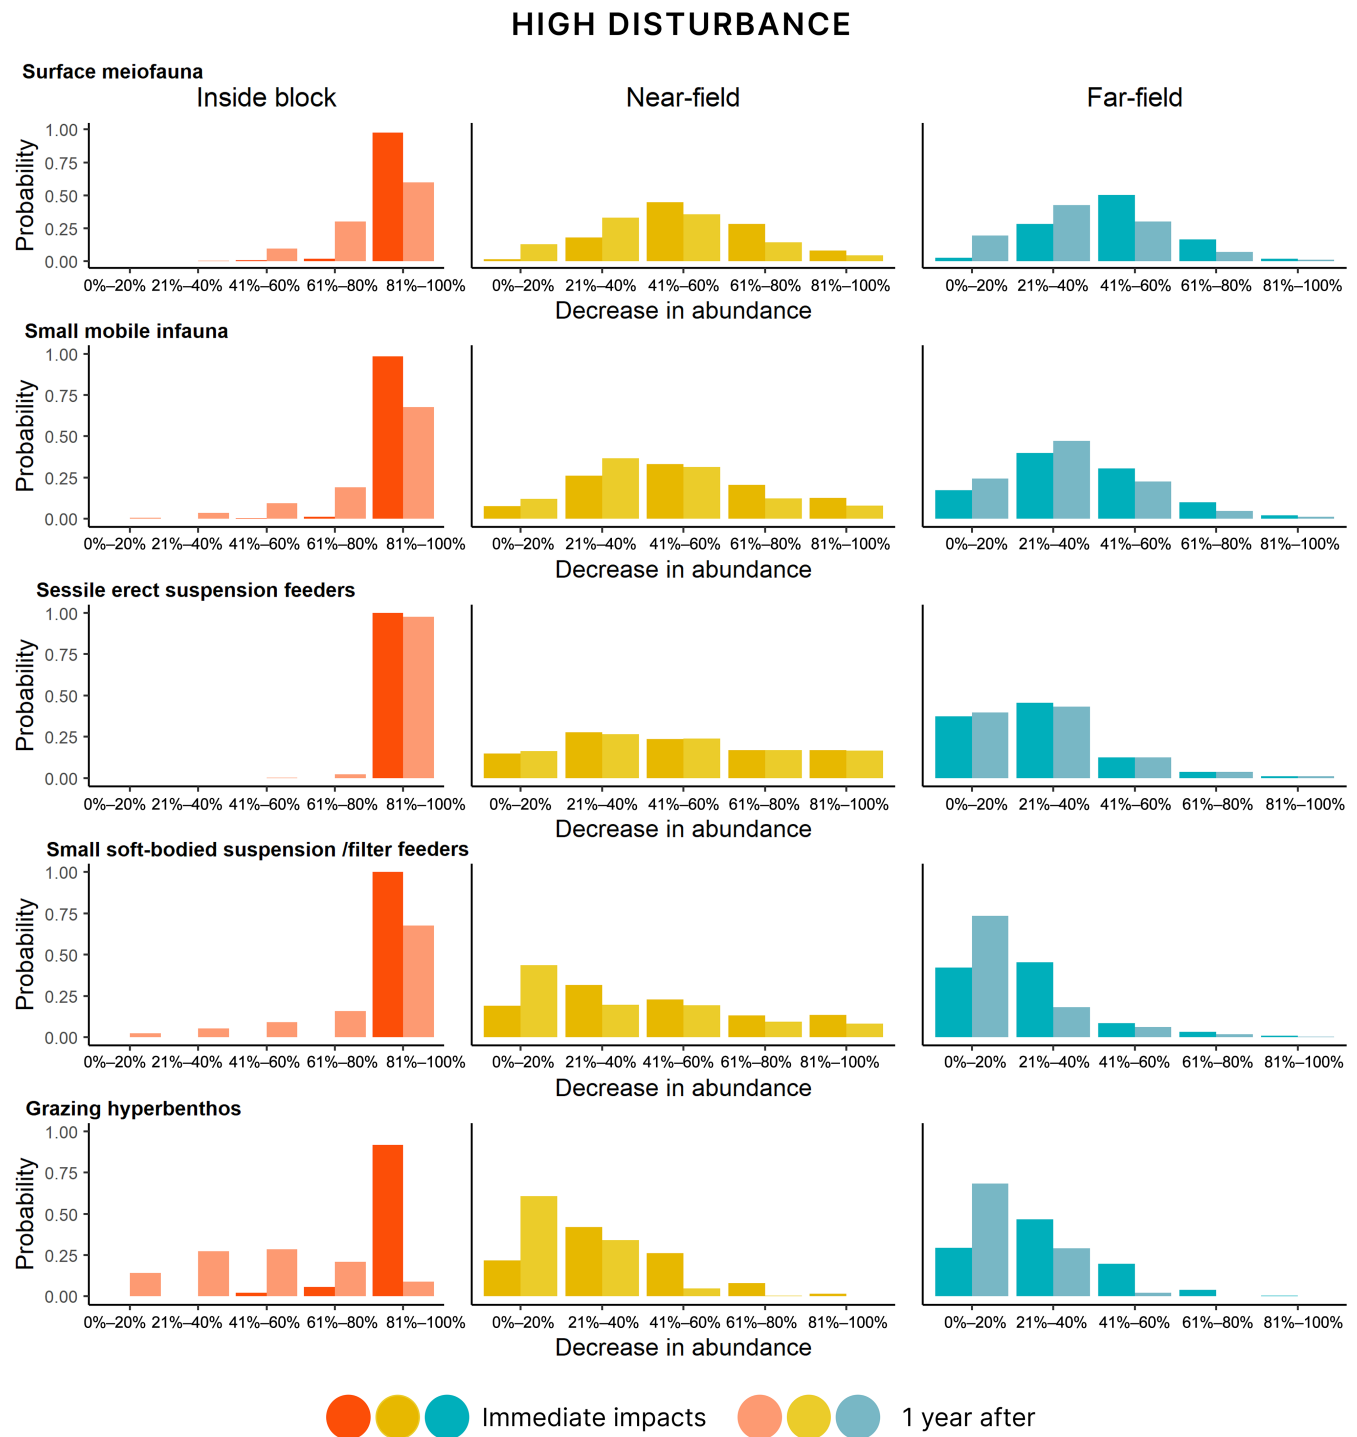 HIGH DISTURBANCE
Surface meiofauna
Inside block Near-field Far-field
Probability
1.00
0.75
0.50
0.25
0.00
0%–20% 21%–40% 41%–60% 61%–80% 81%–100% 0%–20% 21%–40% 41%–60% 61%–80% 81%–100% 0%–20% 21%–40% 41%–60% 61%–80% 81%–100%
Decrease in abundance
Small mobile infauna
Probability
1.00
0.75
0.50
0.25
0.00
0%–20% 21%–40% 41%–60% 61%–80% 81%–100% 0%–20% 21%–40% 41%–60% 61%–80% 81%–100% 0%–20% 21%–40% 41%–60% 61%–80% 81%–100%
Decrease in abundance
Sessile erect suspension feeders
Probability
1.00
0.75
0.50
0.25
0.00
0%–20% 21%–40% 41%–60% 61%–80% 81%–100% 0%–20% 21%–40% 41%–60% 61%–80% 81%–100% 0%–20% 21%–40% 41%–60% 61%–80% 81%–100%
Decrease in abundance
Small soft-bodied suspension /filter feeders
Probability
1.00
0.75
0.50
0.25
0.00
0%–20% 21%–40% 41%–60% 61%–80% 81%–100% 0%–20% 21%–40% 41%–60% 61%–80% 81%–100% 0%–20% 21%–40% 41%–60% 61%–80% 81%–100%
Decrease in abundance
Grazing hyperbenthos
Probability
1.00
0.75
0.50
0.25
0.00
0%–20% 21%–40% 41%–60% 61%–80% 81%–100% 0%–20% 21%–40% 41%–60% 61%–80% 81%–100% 0%–20% 21%–40% 41%–60% 61%–80% 81%–100%
Decrease in abundance
Immediate impacts 1 year after